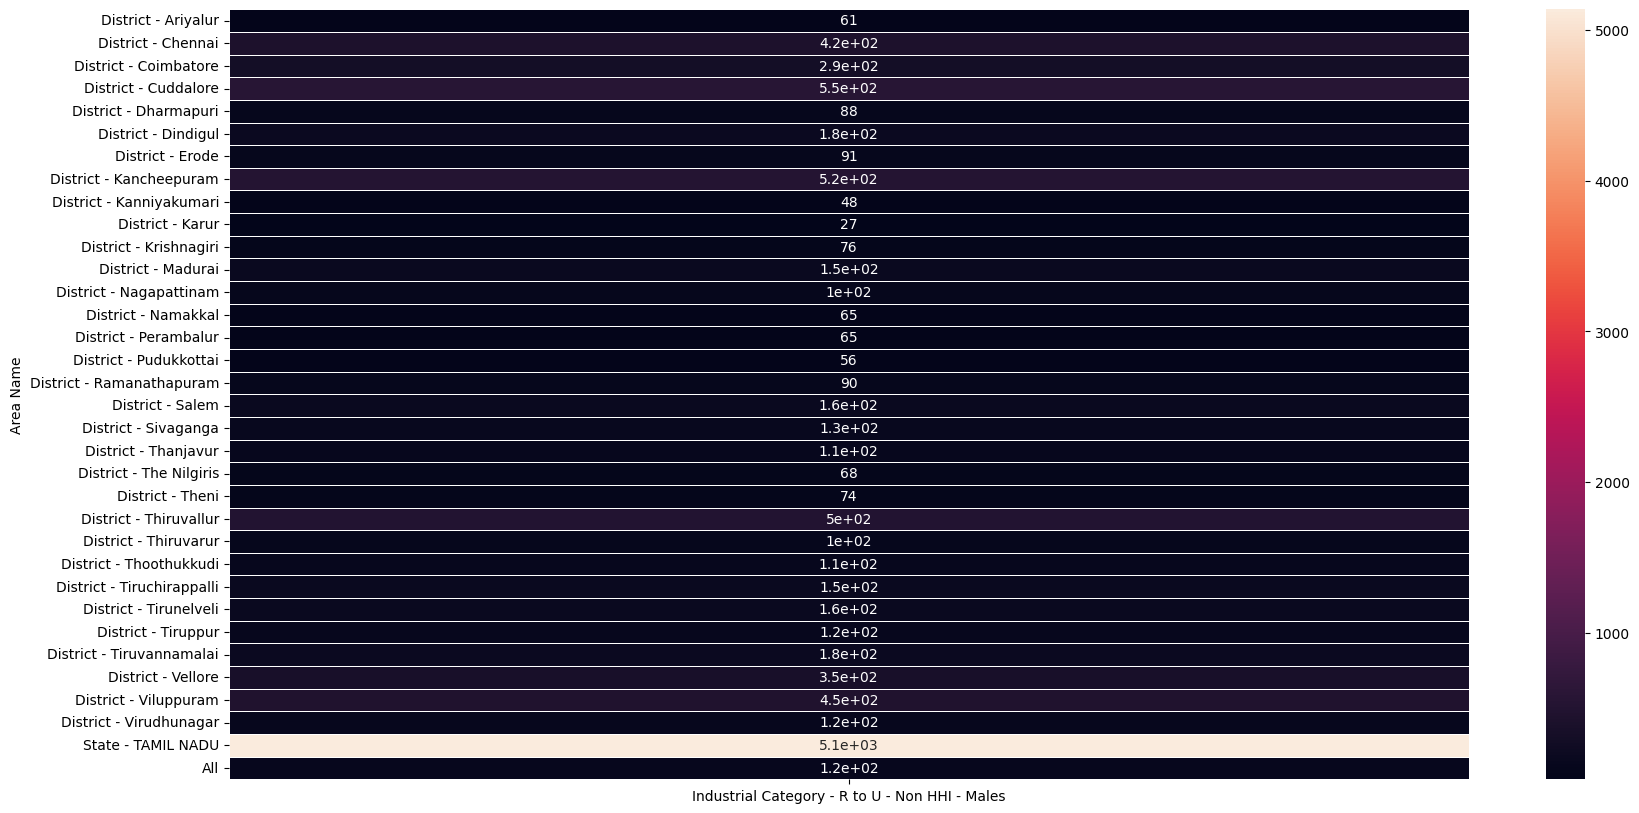 District - Ariyalur 61
District - Chennai 4.2e+02
District - Coimbatore 2.9e+02
District - Cuddalore 5.5e+02
District - Dharmapuri 88
District - Dindigul 1.8e+02
District - Erode 91
District - Kancheepuram 5.2e+02
District - Kanniyakumari 48
District - Karur 27
District - Krishnagiri 76
District - Madurai 1.5e+02
District - Nagapattinam 1e+02
District - Namakkal 65
District - Perambalur 65
District - Pudukkottai 56
District - Ramanathapuram 90
District - Salem 1.6e+02
District - Sivaganga 1.3e+02
District - Thanjavur 1.1e+02
District - The Nilgiris 68
District - Theni 74
District - Thiruvallur 5e+02
District - Thiruvarur 1e+02
District - Thoothukkudi 1.1e+02
District - Tiruchirappalli 1.5e+02
District - Tirunelveli 1.6e+02
District - Tiruppur 1.2e+02
District - Tiruvannamalai 1.8e+02
District - Vellore 3.5e+02
District - Viluppuram 4.5e+02
District - Virudhunagar 1.2e+02
State - TAMIL NADU 5.1e+03
All 1.2e+02
Area Name
Industrial Category - R to U - Non HHI - Males
5000
4000
3000
2000
1000